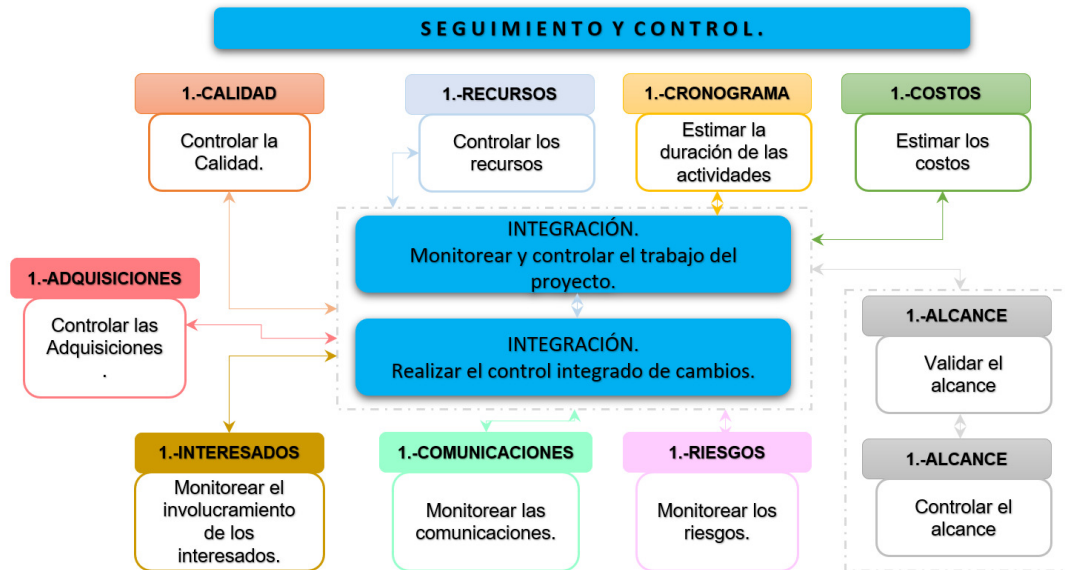 SEGUIMIENTO Y CONTROL.
1.-CALIDAD
Controlar la
Calidad.
1.-RECURSOS
Controlar los
recursos
1.-CRONOGRAMA
Estimar la
duración de las
actividades
1.-COSTOS
Estimar los
costos
INTEGRACIÓN.
Monitorear y controlar el trabajo del
proyecto.
1.-ADQUISICIONES
Controlar las
Adquisiciones
.
INTEGRACIÓN.
Realizar el control integrado de cambios.
1.-ALCANCE
Validar el
alcance
1.-INTERESADOS
Monitorear el
involucramiento
de los
interesados.
1.-COMUNICACIONES
Monitorear las
comunicaciones.
1.-RIESGOS
Monitorear los
riesgos.
1.-ALCANCE
Controlar el
alcance